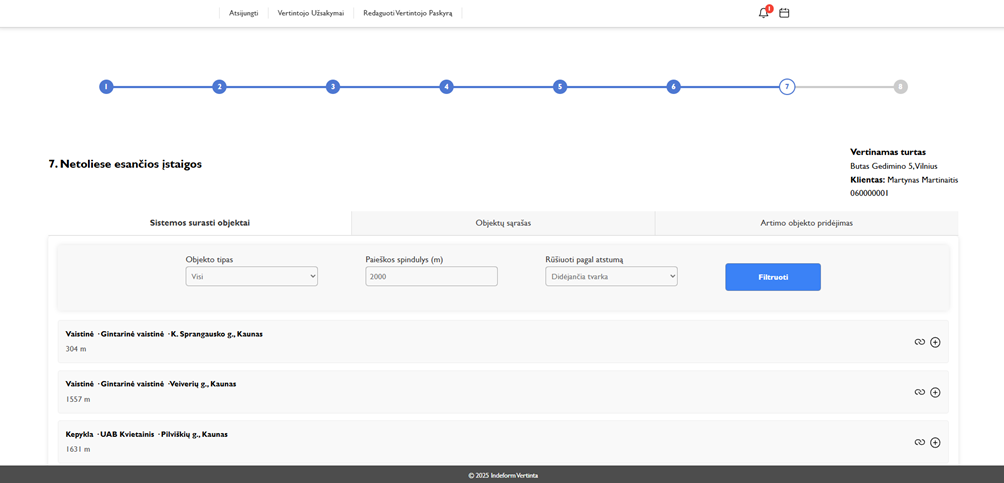 Atsijungti
Vertintojo Užsakymai
Redaguoti Vertintojo Paskyrą
1
1
2
3
4
5
6
7
8
7. Netoliese esančios įstaigos
Vertinamas turtas
Butas Gedimino 5,Vilnius
Klientas: Martynas Martinaitis
060000001
Sistemos surasti objektai
Objektų sąrašas
Artimo objekto pridėjimas
Objekto tipas
Visi
Paieškos spindulys (m)
2000
Rūšiuoti pagal atstumą
Didėjančia tvarka
Filtruoti
Vaistinė · Gintarinė vaistinė · K. Sprangausko g., Kaunas
304 m
Vaistinė · Gintarinė vaistinė · Veiverių g., Kaunas
1557 m
Kepykla · UAB Kvietainis · Pilviškių g., Kaunas
1631 m
© 2025 Indeform Vertinta